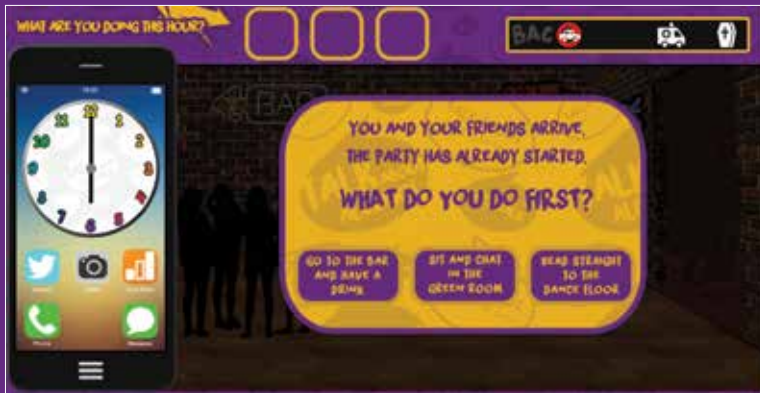 WHAT ARE YOU DOING THIS HOUR?
BAC
BAR
12
11
1
10
2
9
3
8
4
7
5
6
YOU AND YOUR FRIENDS ARRIVE,
THE PARTY HAS ALREADY STARTED.
WHAT DO YOU DO FIRST?
GO TO THE BAR
AND HAVE A
DRINK
SIT AND CHAT
IN THE
GREEN ROOM
HEAD STRAIGHT
TO THE
DANCE FLOOR
Phone